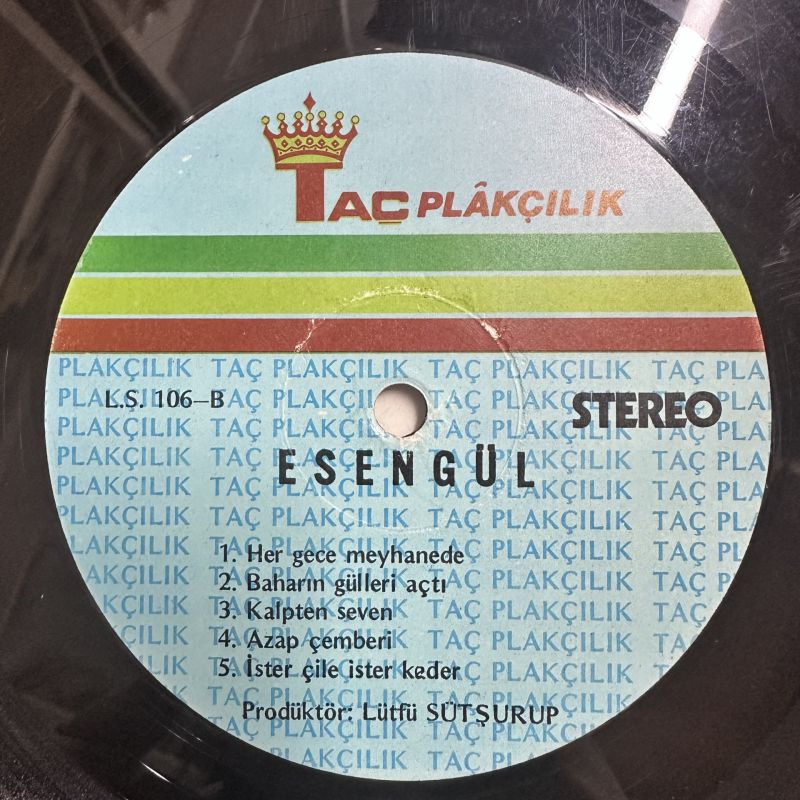 TAÇ PLÂKÇILIK
PLAKÇILIK TAÇ PLAKÇILIK TAÇ PLAKÇILIK TAÇ PLA
L.S. 106-B
STEREO
ESENGÜL
1. Her gece meyhanede
2. Baharın gülleri açtı
3. Kalpten seven
4. Azap çemberi
5. İster çile ister keder
Prodüktör: Lütfü SÜTŞURUP